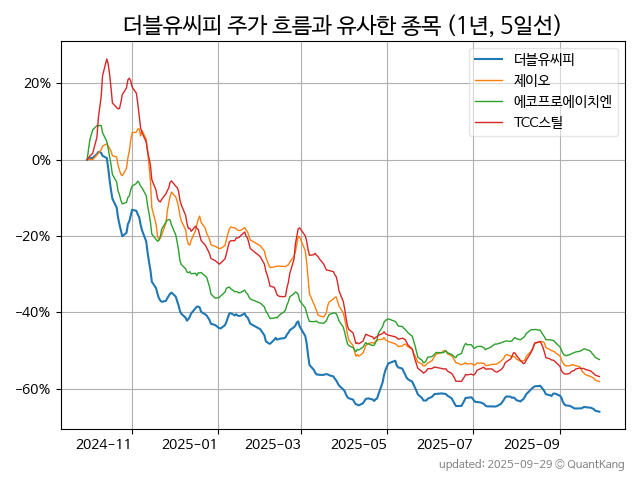 더블유씨피 주가 흐름과 유사한 종목 (1년, 5일선)
더블유씨피
제이오
에코프로에이치엔
TCC스틸
20%
0%
−20%
−40%
−60%
2024-11
2025-01
2025-03
2025-05
2025-07
2025-09
updated: 2025-09-29 © QuantKang